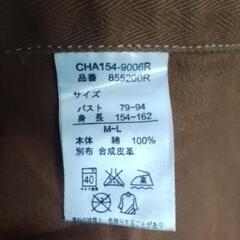 CHA154-9006R
品番 855200R
サイズ
バスト 79~94
身長 154~162
M~L
本体 綿 100%
別布 合成皮革
40